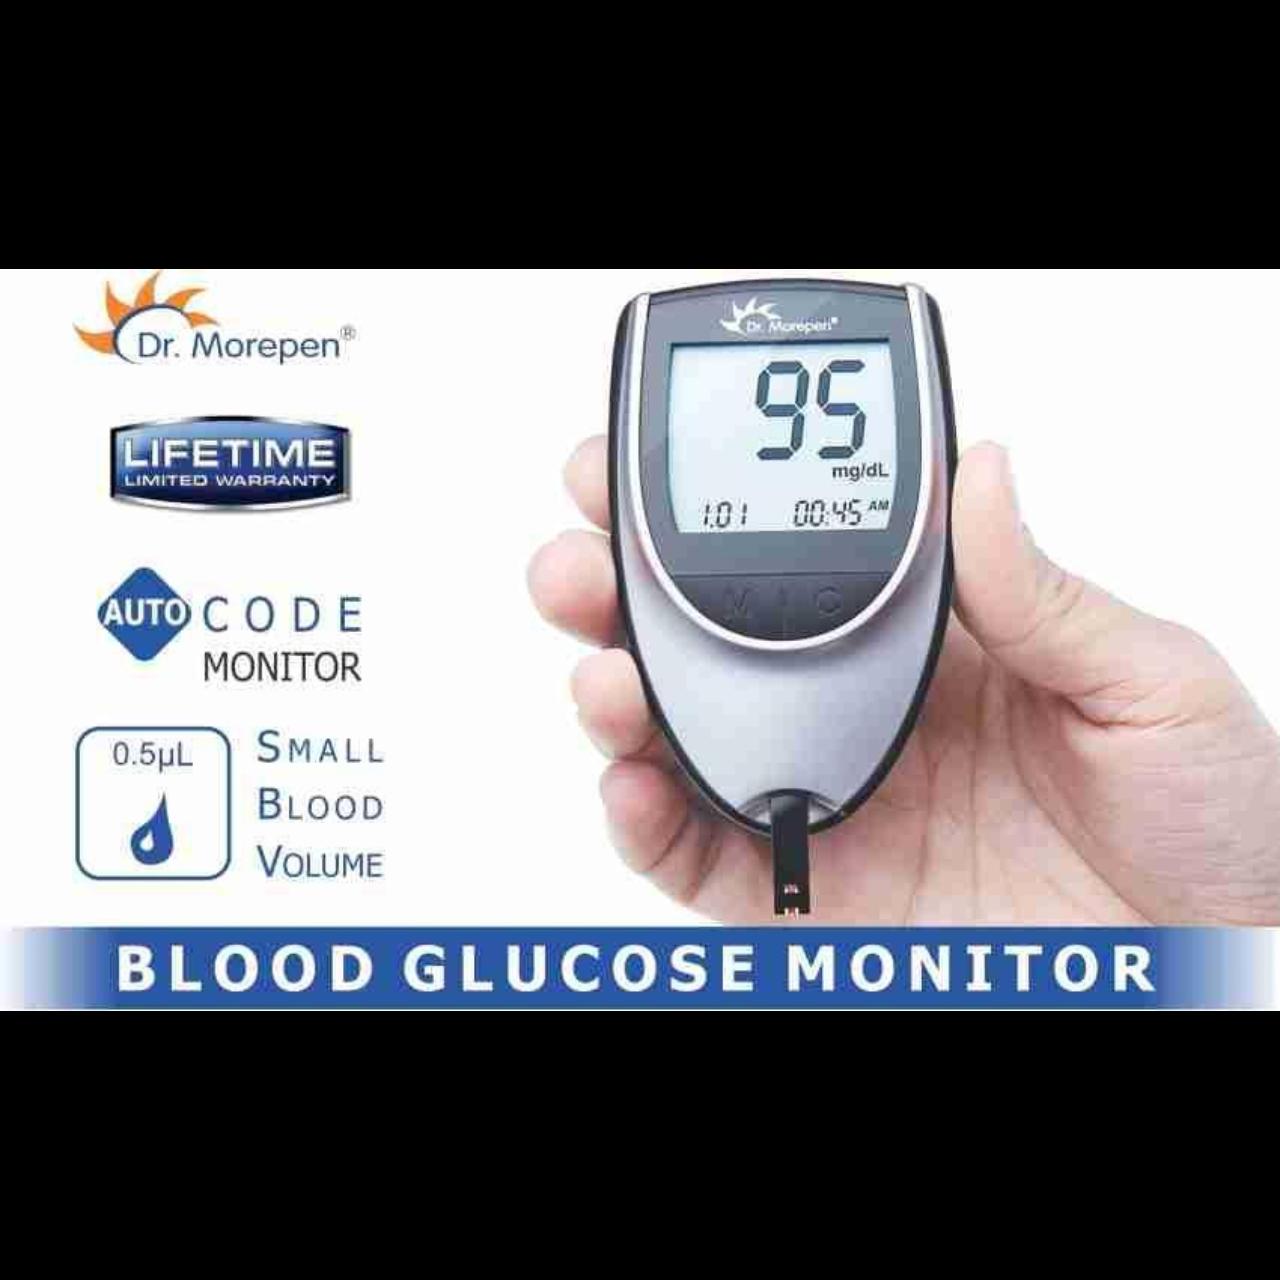 Dr. Morepen®
LIFETIME
LIMITED WARRANTY
AUTO CODE
MONITOR
0.5µL
SMALL
BLOOD
VOLUME
Dr. Morepen®
95
mg/dL
1.01 00:45 AM
M C
BLOOD GLUCOSE MONITOR